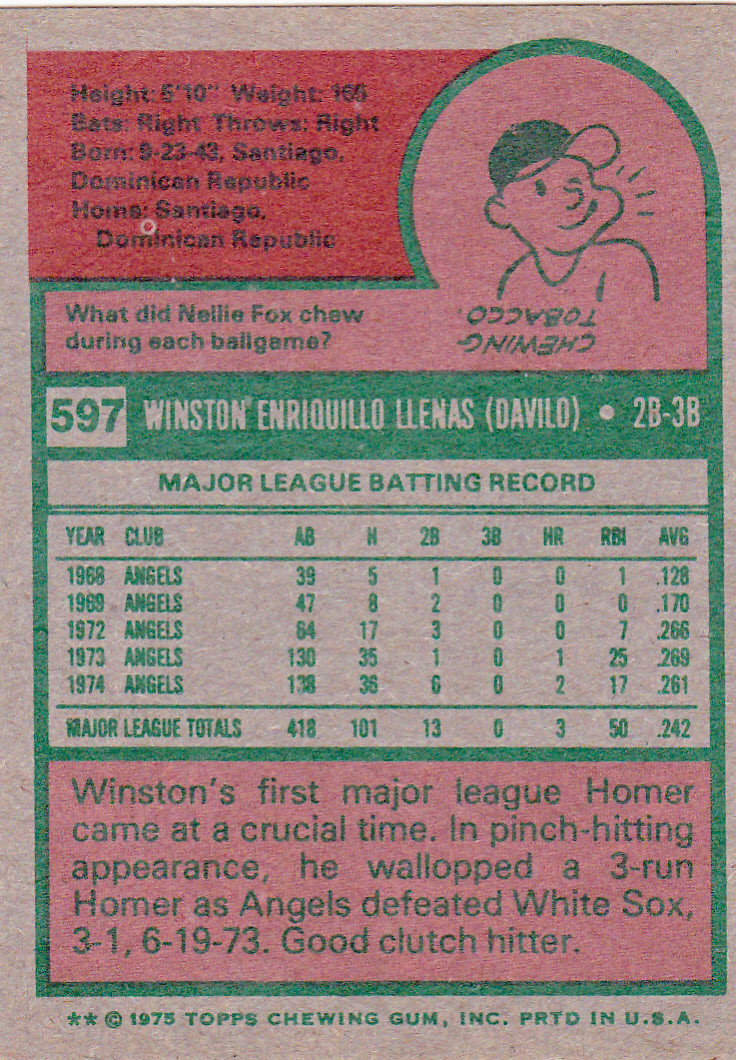 Height: 5'10" Weight: 165
Bats: Right Throws: Right
Born: 9-23-43, Santiago,
Dominican Republic
Home: Santiago,
Dominican Republic
What did Nellie Fox chew
during each ballgame?
CHEWING
TOBACCO
597 WINSTON ENRIQUILLO LLENAS (DAVILO) • 2B-3B
MAJOR LEAGUE BATTING RECORD
YEAR CLUB AB H 2B 3B HR RBI AVG
1968 ANGELS 39 5 1 0 0 1 .128
1969 ANGELS 47 8 2 0 0 0 .170
1972 ANGELS 64 17 3 0 0 7 .266
1973 ANGELS 130 35 1 0 1 25 .269
1974 ANGELS 138 36 6 0 2 17 .261
MAJOR LEAGUE TOTALS 418 101 13 0 3 50 .242
Winston's first major league Homer
came at a crucial time. In pinch-hitting
appearance, he wallopped a 3-run
Homer as Angels defeated White Sox,
3-1, 6-19-73. Good clutch hitter.
** © 1975 TOPPS CHEWING GUM, INC. PRTD IN U.S.A.